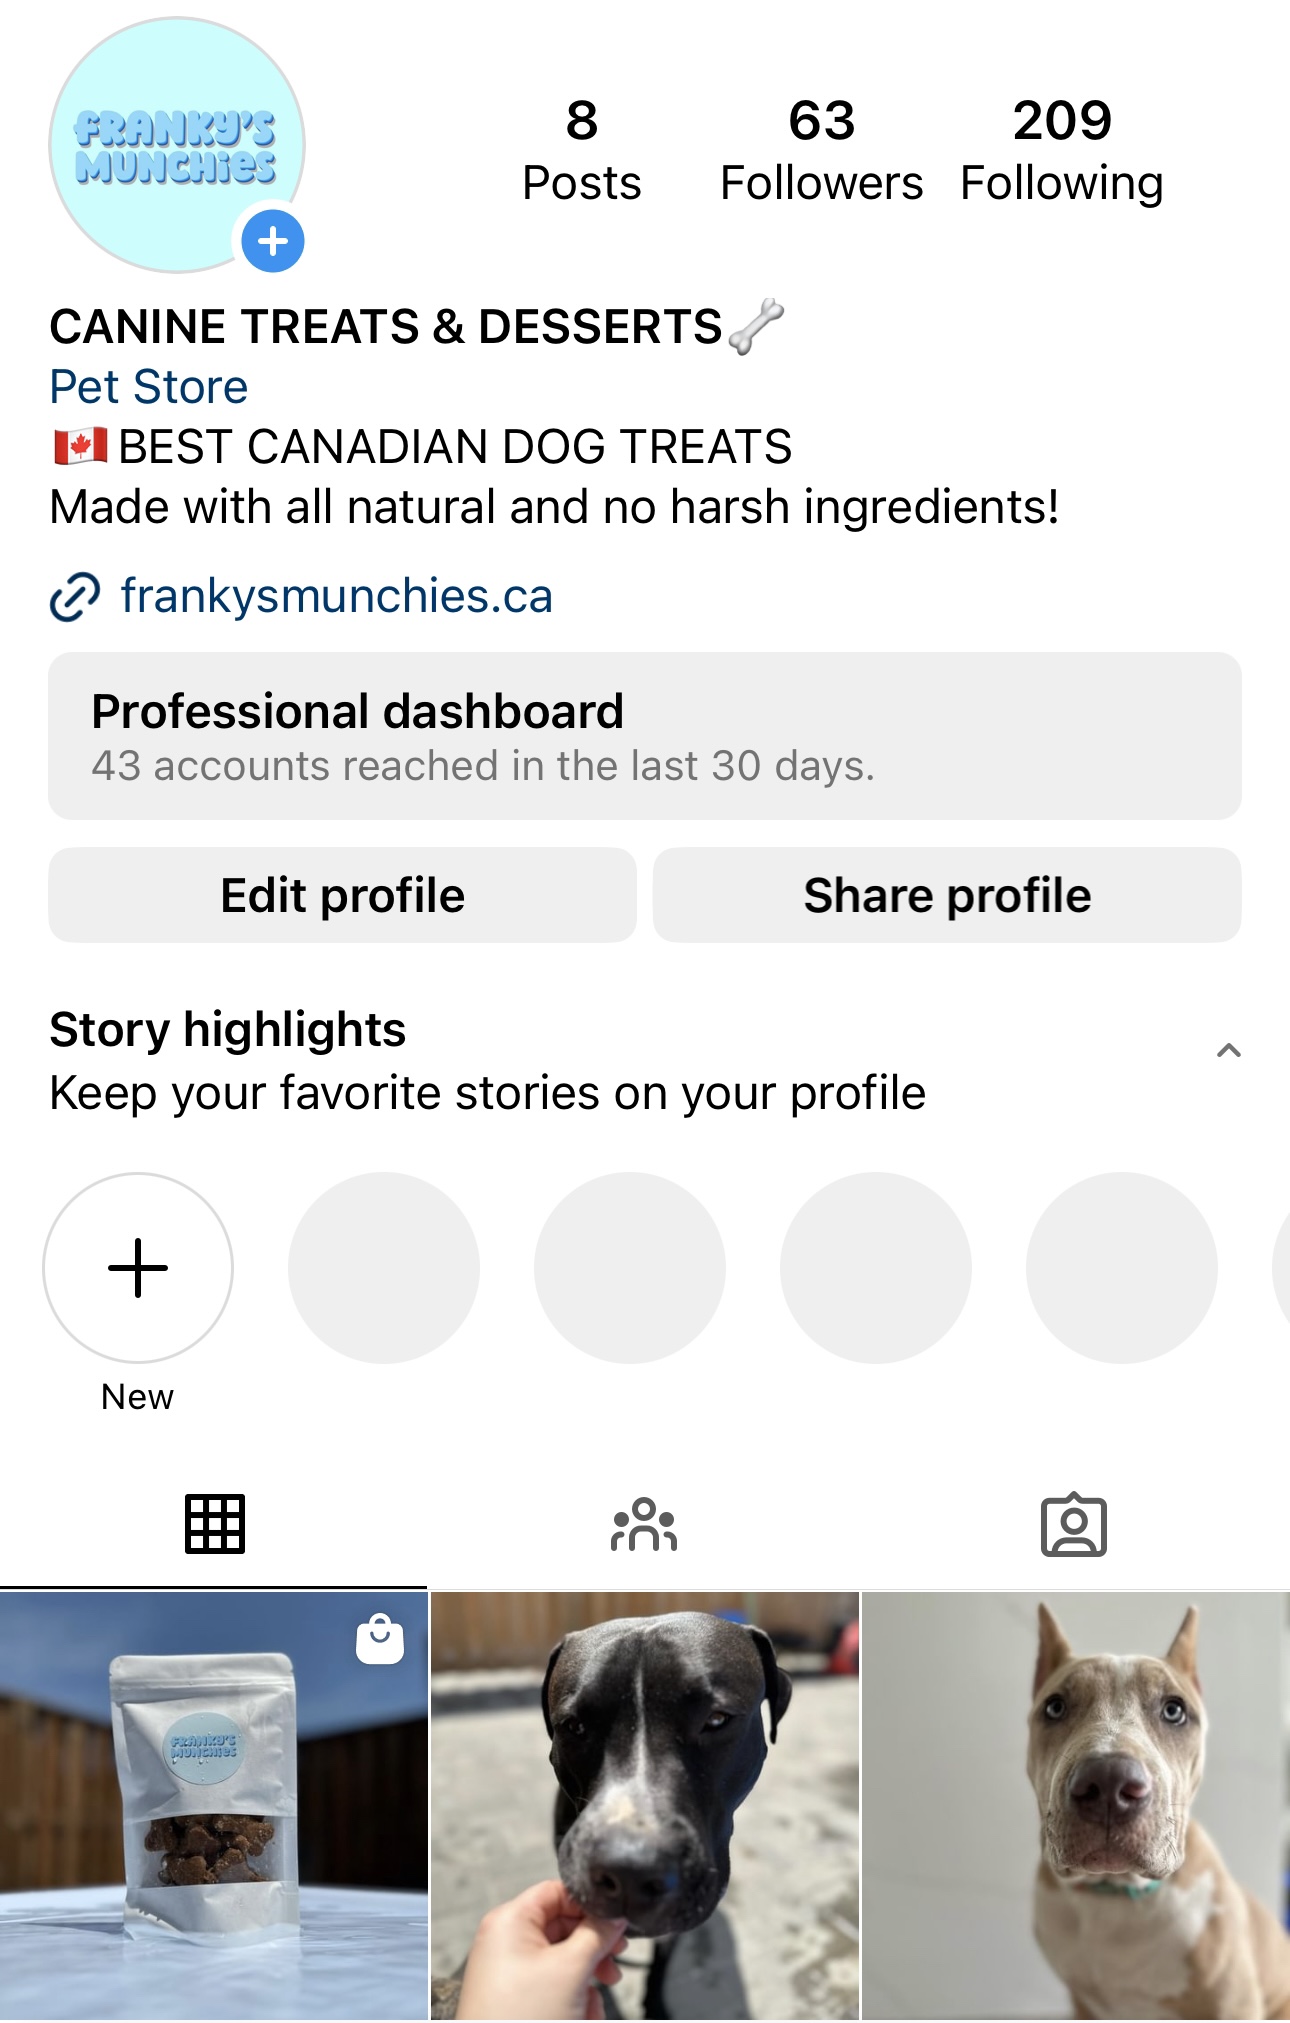 FRANKY'S
MUNCHiES
8
Posts
63
Followers
209
Following
CANINE TREATS & DESSERTS🦴
Pet Store
🇨🇦BEST CANADIAN DOG TREATS
Made with all natural and no harsh ingredients!
frankysmunchies.ca
Professional dashboard
43 accounts reached in the last 30 days.
Edit profile
Share profile
Story highlights
Keep your favorite stories on your profile
New
FRANKY'S
MUNCHiES